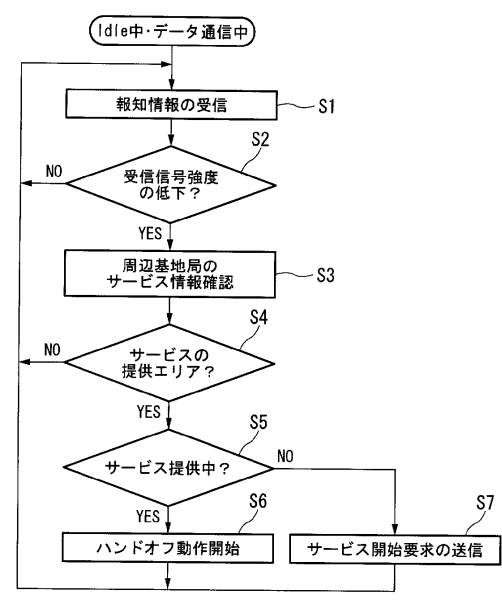 Idle中・データ通信中
報知情報の受信
S1
S2
受信信号強度
の低下？
NO
YES
周辺基地局の
サービス情報確認
S3
S4
サービスの
提供エリア？
NO
YES
S5
サービス提供中？
NO
YES
S6
ハンドオフ動作開始
S7
サービス開始要求の送信